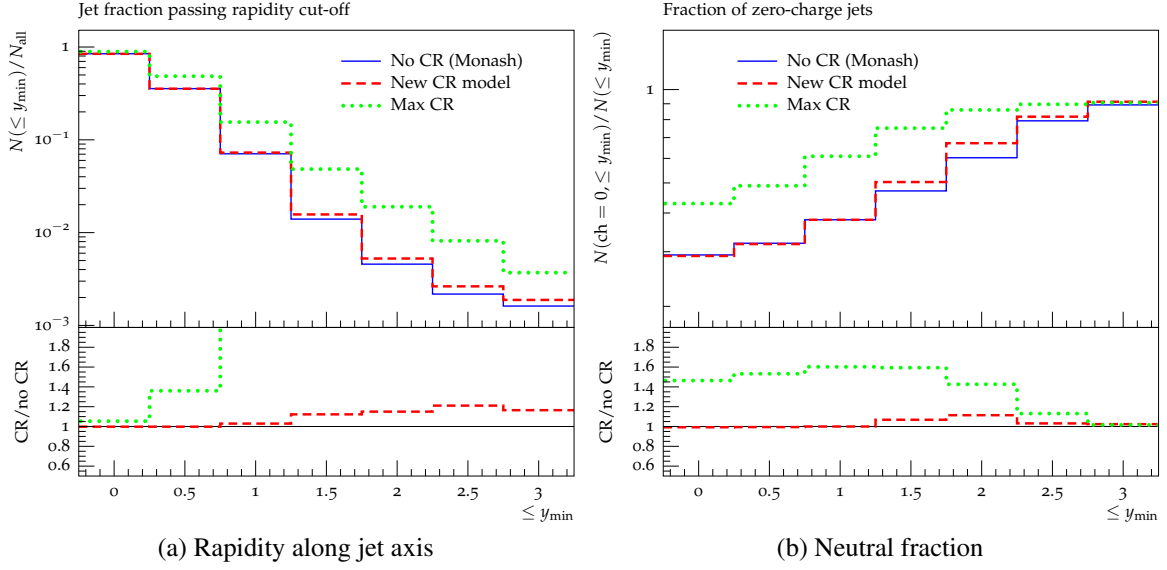 Jet fraction passing rapidity cut-off
N(≤ y_min)/N_all
1
10^−1
10^−2
10^−3
No CR (Monash)
New CR model
Max CR
CR/no CR
1.8
1.6
1.4
1.2
1
0.8
0.6
0 0.5 1 1.5 2 2.5 3
≤ y_min
(a) Rapidity along jet axis
Fraction of zero-charge jets
N(ch = 0, ≤ y_min)/N(≤ y_min)
1
No CR (Monash)
New CR model
Max CR
CR/no CR
1.8
1.6
1.4
1.2
1
0.8
0.6
0 0.5 1 1.5 2 2.5 3
≤ y_min
(b) Neutral fraction